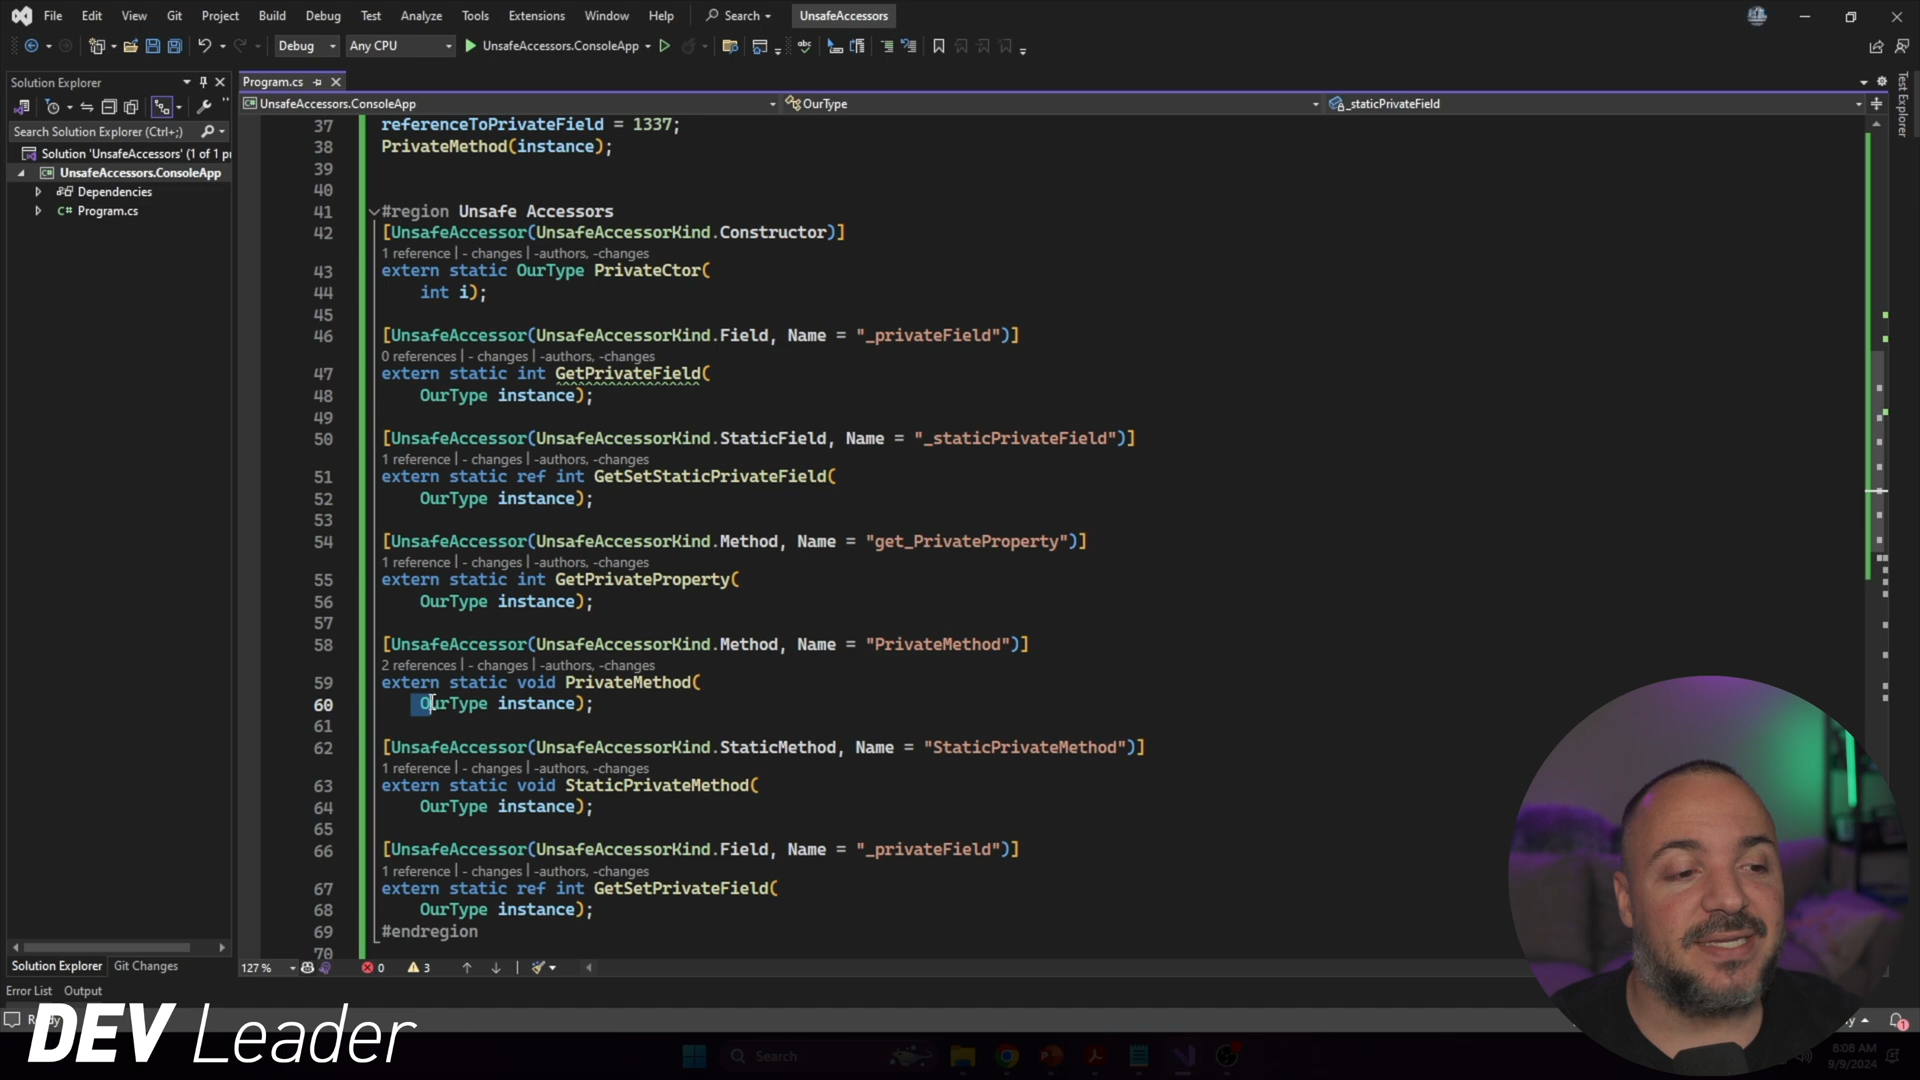 File Edit View Git Project Build Debug Test Analyze Tools Extensions Window Help Search UnsafeAccessors
Debug Any CPU UnsafeAccessors.ConsoleApp
Solution Explorer
Program.cs
UnsafeAccessors.ConsoleApp OurType _staticPrivateField
Search Solution Explorer (Ctrl+;)
Solution 'UnsafeAccessors' (1 of 1 p
UnsafeAccessors.ConsoleApp
Dependencies
C# Program.cs
Test Explorer
37 referenceToPrivateField = 1337;
38 PrivateMethod(instance);
39
40
41 #region Unsafe Accessors
42 [UnsafeAccessor(UnsafeAccessorKind.Constructor)]
1 reference | - changes | -authors, -changes
43 extern static OurType PrivateCtor(
44 int i);
45
46 [UnsafeAccessor(UnsafeAccessorKind.Field, Name = "_privateField")]
0 references | - changes | -authors, -changes
47 extern static int GetPrivateField(
48 OurType instance);
49
50 [UnsafeAccessor(UnsafeAccessorKind.StaticField, Name = "_staticPrivateField")]
1 reference | - changes | -authors, -changes
51 extern static ref int GetSetStaticPrivateField(
52 OurType instance);
53
54 [UnsafeAccessor(UnsafeAccessorKind.Method, Name = "get_PrivateProperty")]
1 reference | - changes | -authors, -changes
55 extern static int GetPrivateProperty(
56 OurType instance);
57
58 [UnsafeAccessor(UnsafeAccessorKind.Method, Name = "PrivateMethod")]
2 references | - changes | -authors, -changes
59 extern static void PrivateMethod(
60 OurType instance);
61
62 [UnsafeAccessor(UnsafeAccessorKind.StaticMethod, Name = "StaticPrivateMethod")]
1 reference | - changes | -authors, -changes
63 extern static void StaticPrivateMethod(
64 OurType instance);
65
66 [UnsafeAccessor(UnsafeAccessorKind.Field, Name = "_privateField")]
1 reference | - changes | -authors, -changes
67 extern static ref int GetSetPrivateField(
68 OurType instance);
69 #endregion
70
Solution Explorer Git Changes
127 % 0 3
Error List Output
DEV Leader
Search
8:08 AM
9/9/2024